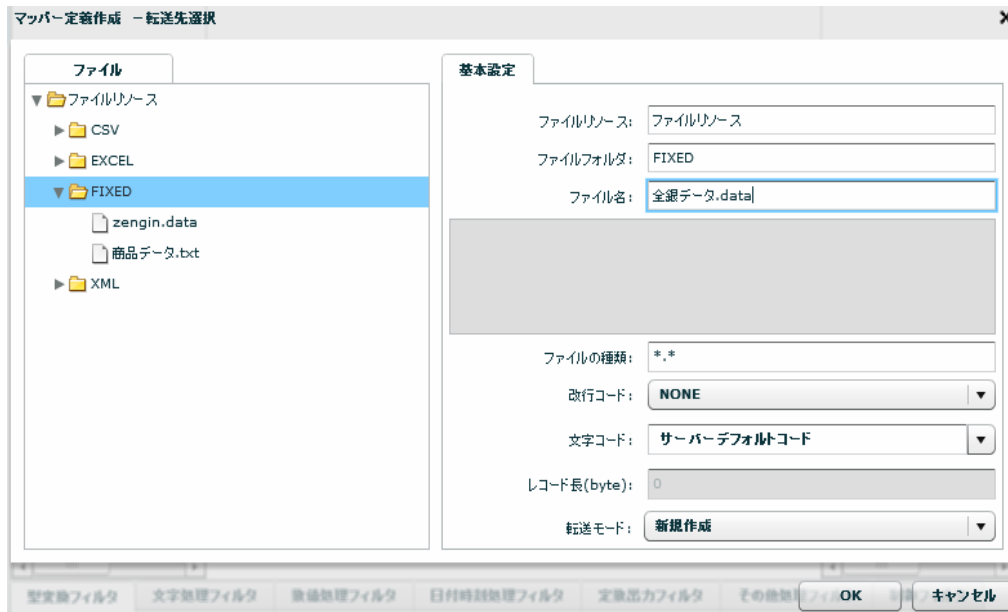 マッパー定義作成 －転送先選択
ファイル
ファイルリソース
CSV
EXCEL
FIXED
zengin.data
商品データ.txt
XML
基本設定
ファイルリソース: ファイルリソース
ファイルフォルダ: FIXED
ファイル名: 全銀データ.data
ファイルの種類: *.*
改行コード: NONE
文字コード: サーバーデフォルトコード
レコード長(byte): 0
転送モード: 新規作成
型変換フィルタ 文字処理フィルタ 数値処理フィルタ 日付時刻処理フィルタ 定数出力フィルタ その他処理 OK キャンセル